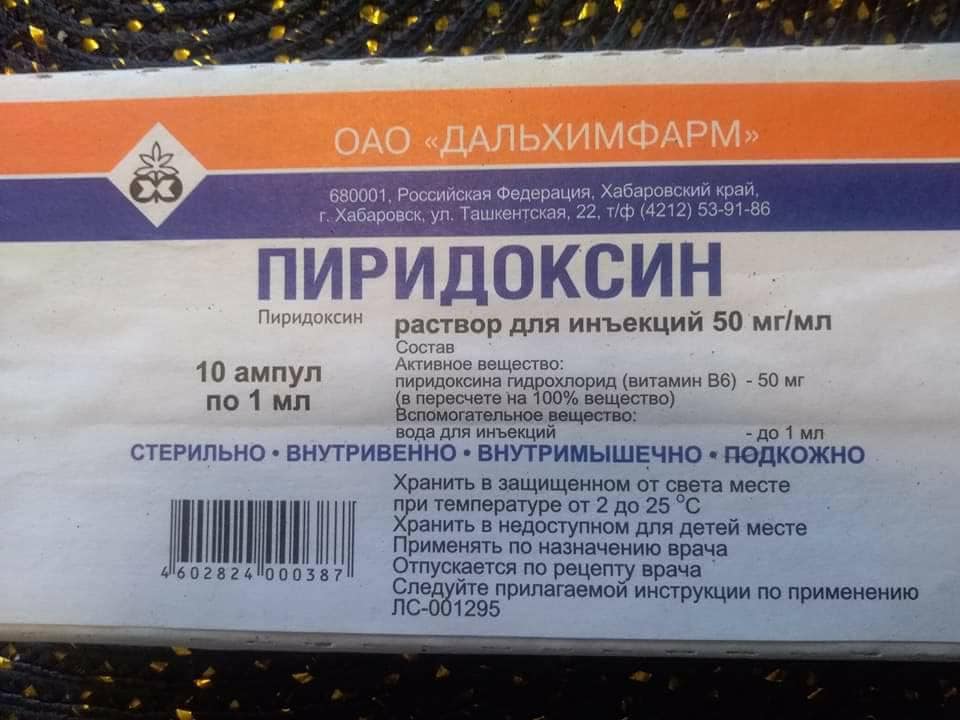 ОАО «ДАЛЬХИМФАРМ»
680001, Российская Федерация, Хабаровский край,
г. Хабаровск, ул. Ташкентская, 22, т/ф (4212) 53-91-86
ПИРИДОКСИН
Пиридоксин
раствор для инъекций 50 мг/мл
10 ампул
по 1 мл
Состав
Активное вещество:
пиридоксина гидрохлорид (витамин В6) - 50 мг
(в пересчете на 100% вещество)
Вспомогательное вещество:
вода для инъекций - до 1 мл
СТЕРИЛЬНО • ВНУТРИВЕННО • ВНУТРИМЫШЕЧНО • ПОДКОЖНО
Хранить в защищенном от света месте
при температуре от 2 до 25 °С
Хранить в недоступном для детей месте
Применять по назначению врача
Отпускается по рецепту врача
Следуйте прилагаемой инструкции по применению
ЛС-001295
4 602824 000387